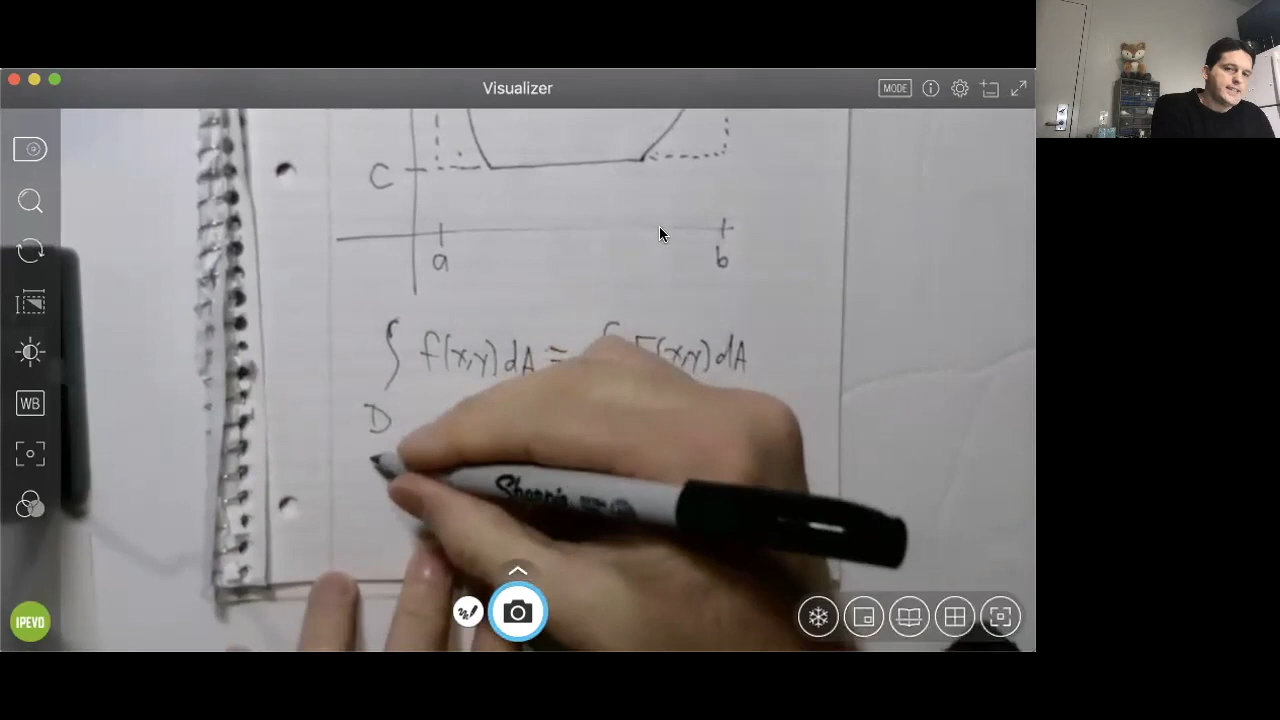 Visualizer
MODE
C
a b
∫ f(x,y) dA = ∫ F(x,y) dA
D
WB
Sharpie
IPEVO